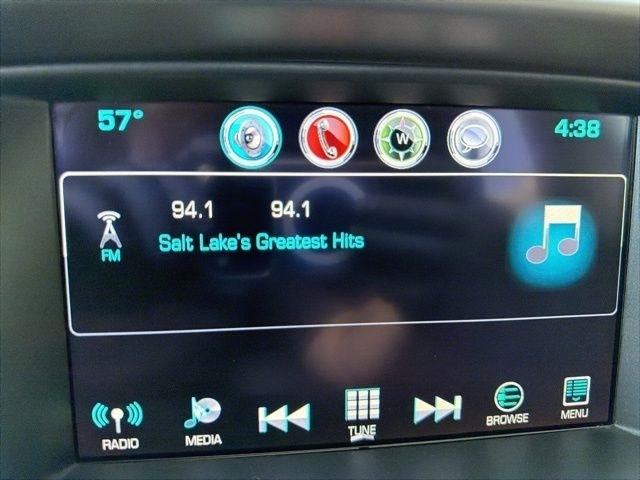 57° W 4:38
94.1 94.1
FM Salt Lake's Greatest Hits
RADIO MEDIA TUNE BROWSE MENU